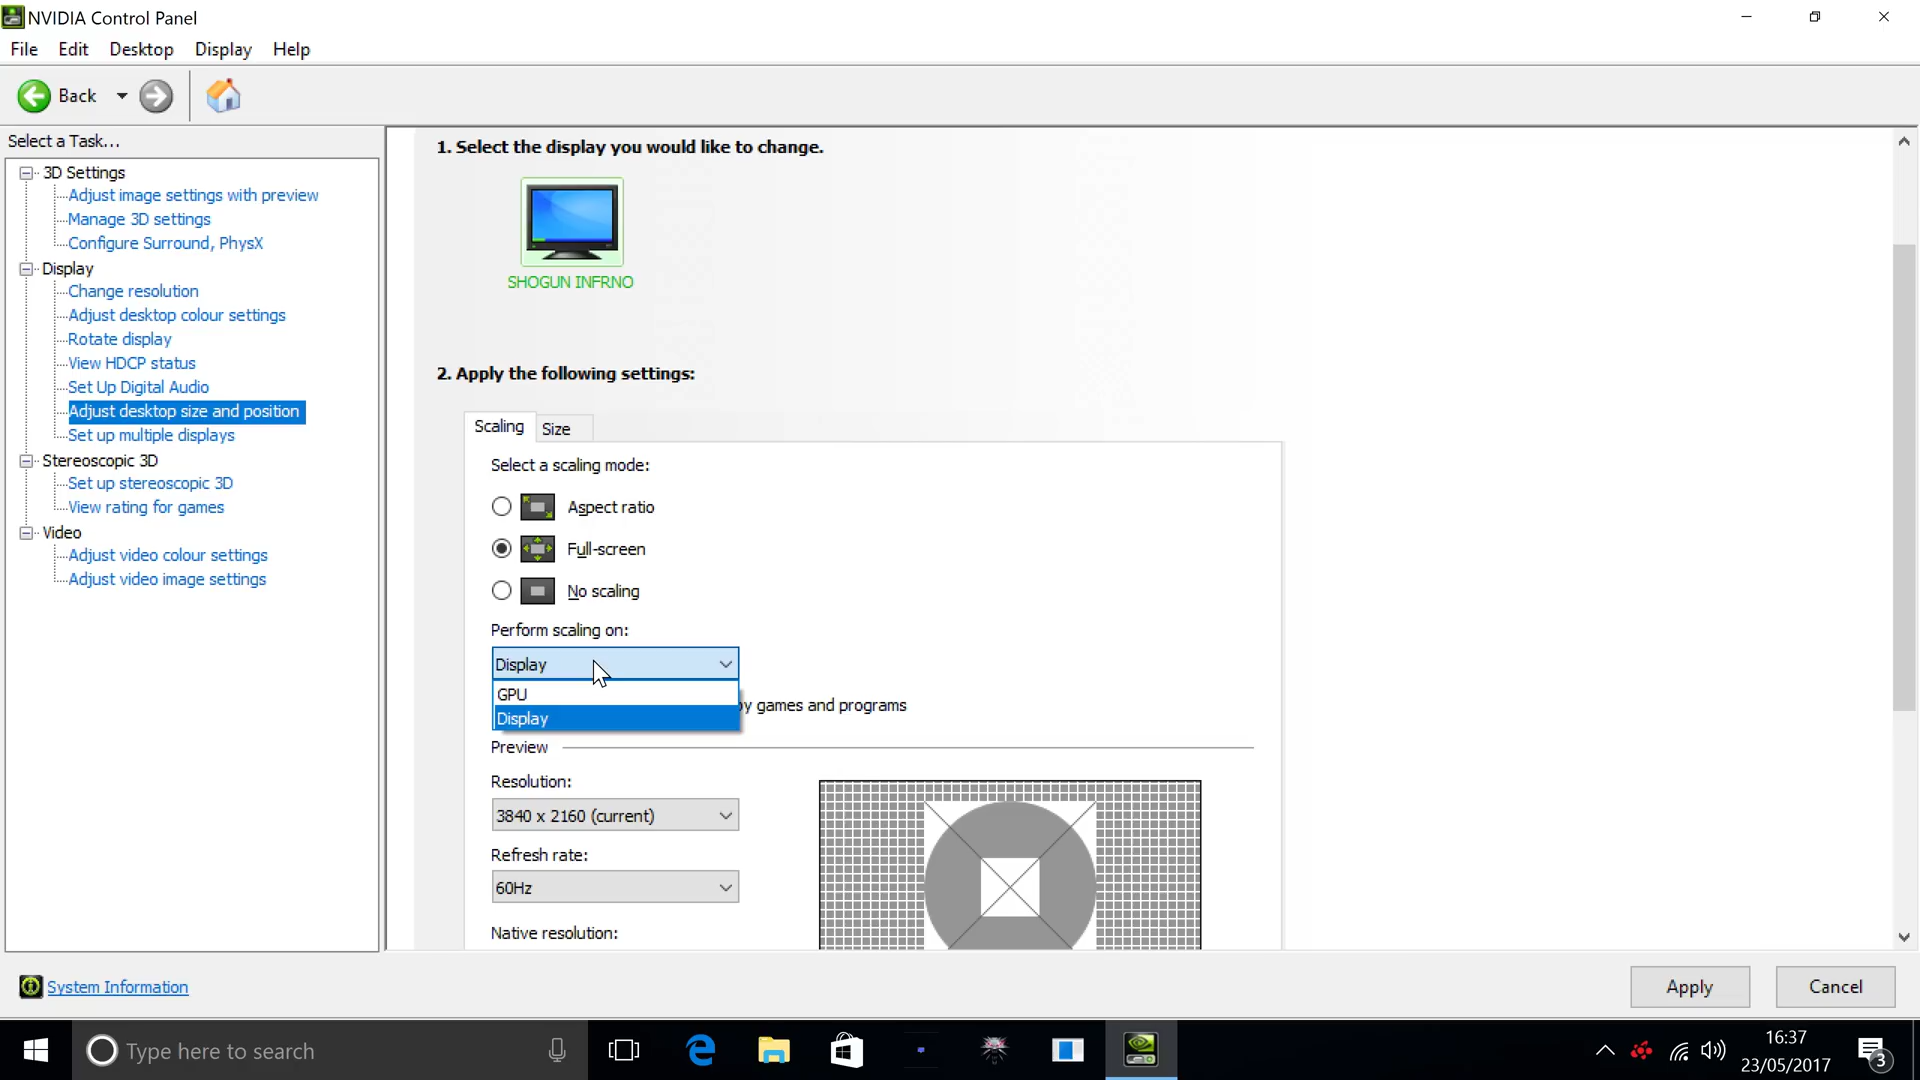 NVIDIA Control Panel
File Edit Desktop Display Help
Back
Select a Task...
3D Settings
Adjust image settings with preview
Manage 3D settings
Configure Surround, PhysX
Display
Change resolution
Adjust desktop colour settings
Rotate display
View HDCP status
Set Up Digital Audio
Adjust desktop size and position
Set up multiple displays
Stereoscopic 3D
Set up stereoscopic 3D
View rating for games
Video
Adjust video colour settings
Adjust video image settings
System Information
1. Select the display you would like to change.
SHOGUN INFRNO
2. Apply the following settings:
Scaling Size
Select a scaling mode:
Aspect ratio
Full-screen
No scaling
Perform scaling on:
Display
GPU
Display
by games and programs
Preview
Resolution:
3840 x 2160 (current)
Refresh rate:
60Hz
Native resolution:
Apply Cancel
Type here to search
16:37
23/05/2017
3